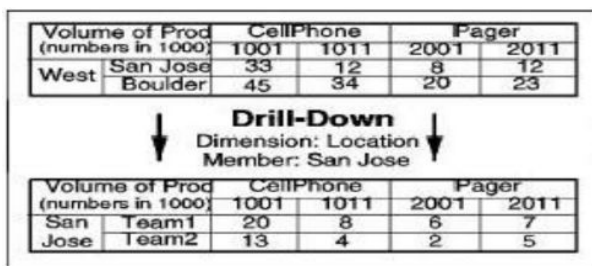 Volume of Prod CellPhone Pager
(numbers in 1000) 1001 1011 2001 2011
West San Jose 33 12 8 12
Boulder 45 34 20 23
Drill-Down
Dimension: Location
Member: San Jose
Volume of Prod CellPhone Pager
(numbers in 1000) 1001 1011 2001 2011
San Team1 20 8 6 7
Jose Team2 13 4 2 5